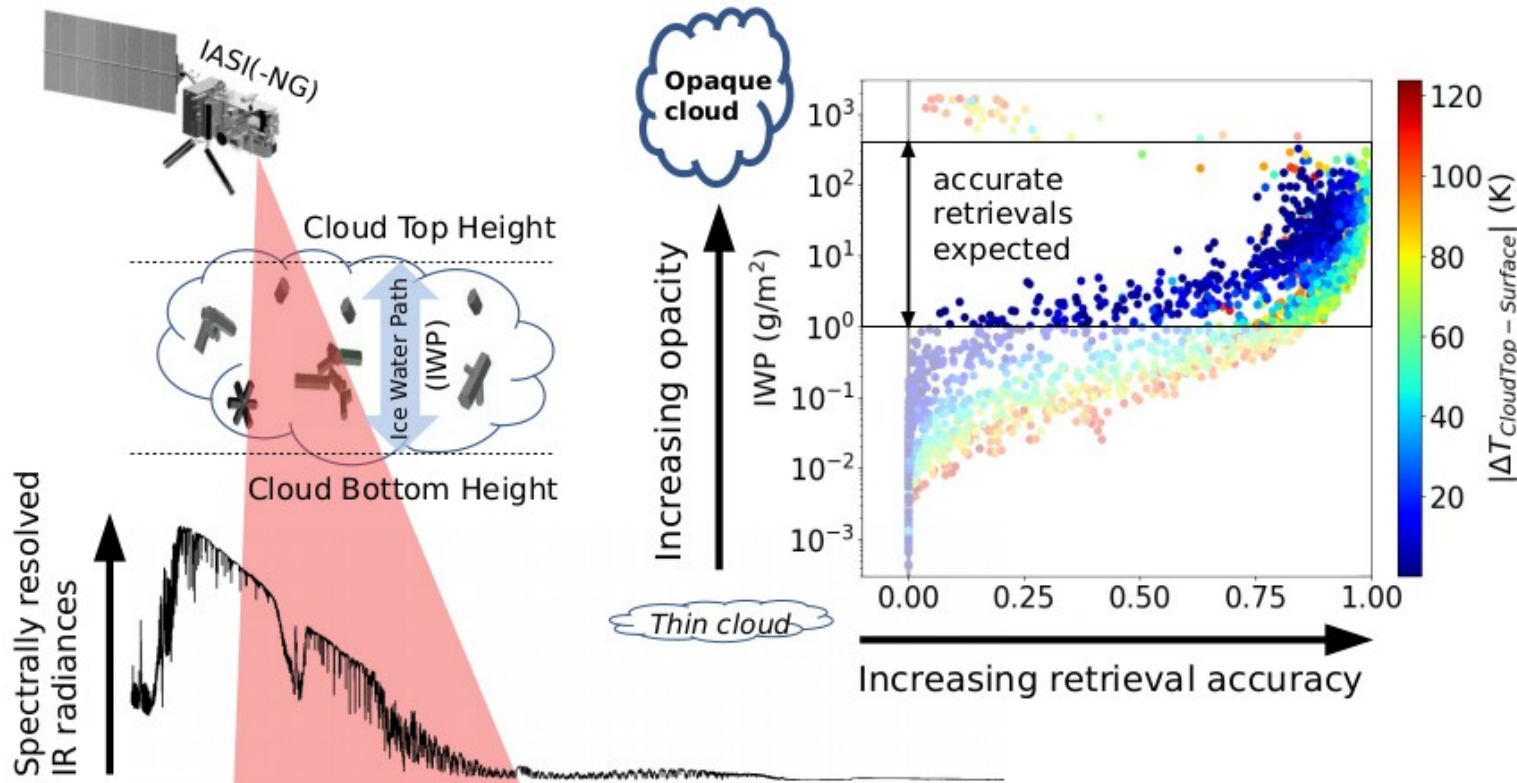 IASI(-NG)
Cloud Top Height
Ice Water Path
(IWP)
Cloud Bottom Height
Spectrally resolved
IR radiances
Opaque
cloud
Increasing opacity
Thin cloud
IWP (g/m²)
10³
10²
10¹
10⁰
10⁻¹
10⁻²
10⁻³
accurate
retrievals
expected
0.00 0.25 0.50 0.75 1.00
Increasing retrieval accuracy
120
100
80
60
40
20
|ΔT_{CloudTop-Surface}| (K)